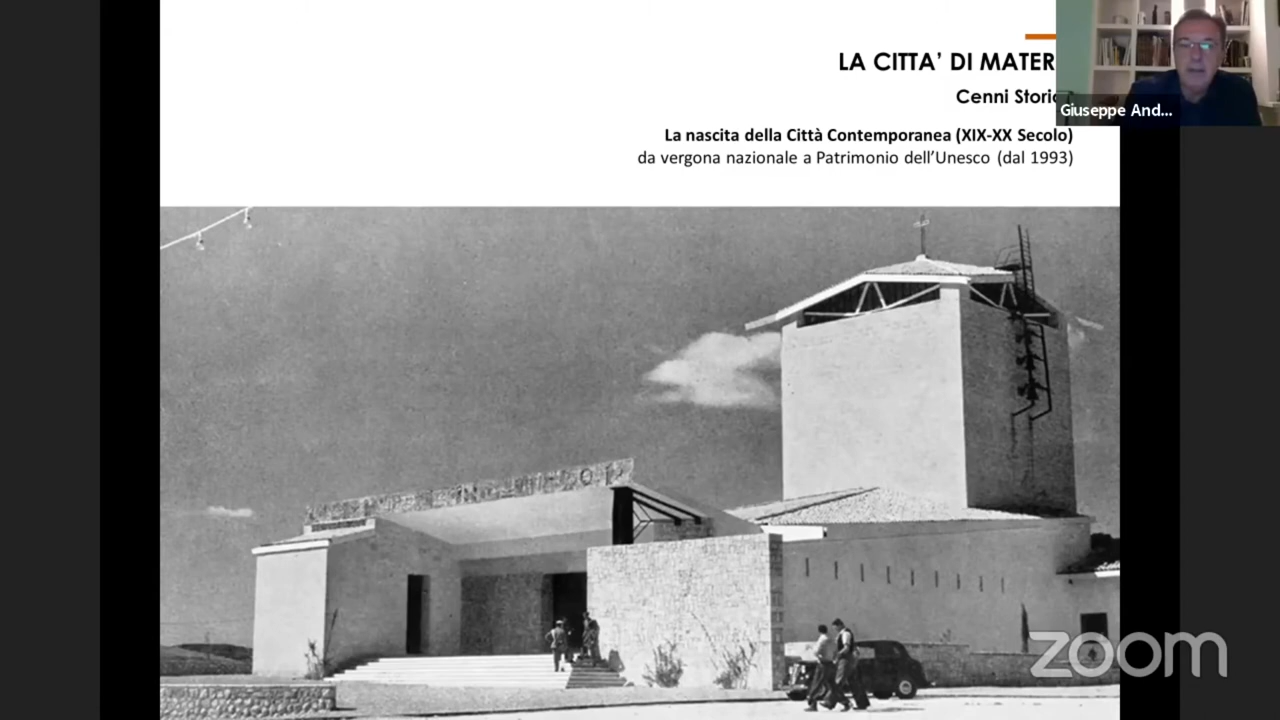 LA CITTA' DI MATER
Cenni Storic
La nascita della Città Contemporanea (XIX-XX Secolo)
da vergona nazionale a Patrimonio dell'Unesco (dal 1993)
Giuseppe And...
zoom